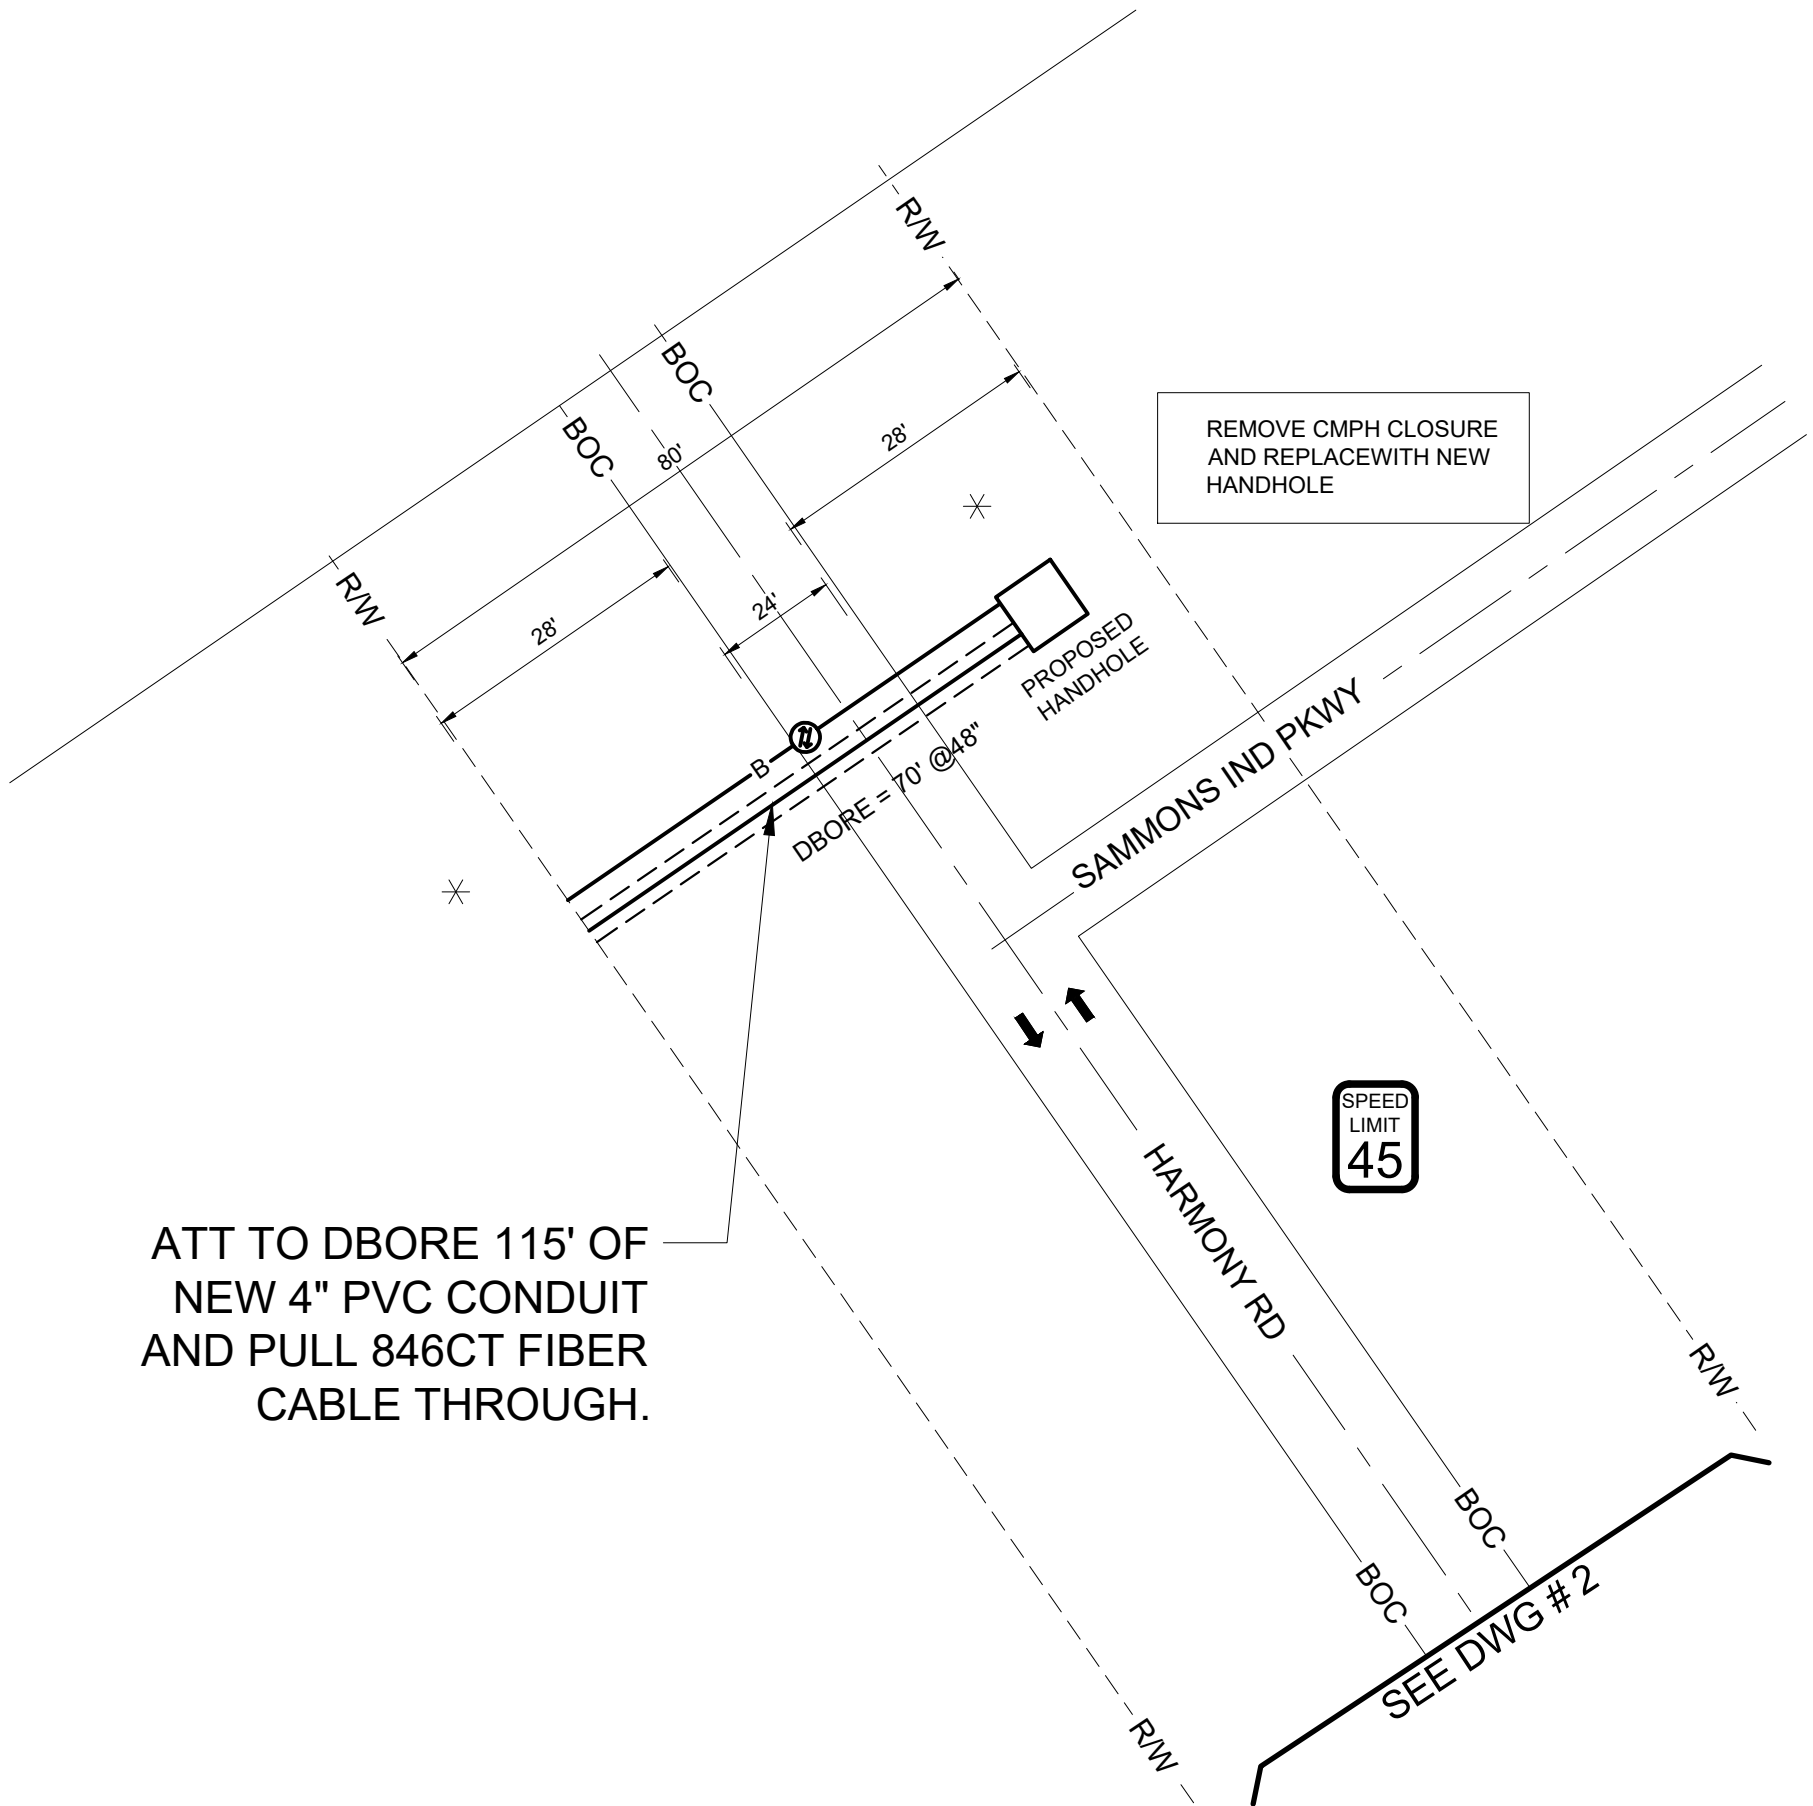 R/W
BOC
BOC
80'
28'
REMOVE CMPH CLOSURE
AND REPLACEWITH NEW
HANDHOLE
R/W
28'
24'
PROPOSED
HANDHOLE
B
DBORE = 70' @48"
SAMMONS IND PKWY
SPEED
LIMIT
45
HARMONY RD
ATT TO DBORE 115' OF
NEW 4" PVC CONDUIT
AND PULL 846CT FIBER
CABLE THROUGH.
R/W
BOC
BOC
SEE DWG # 2
R/W